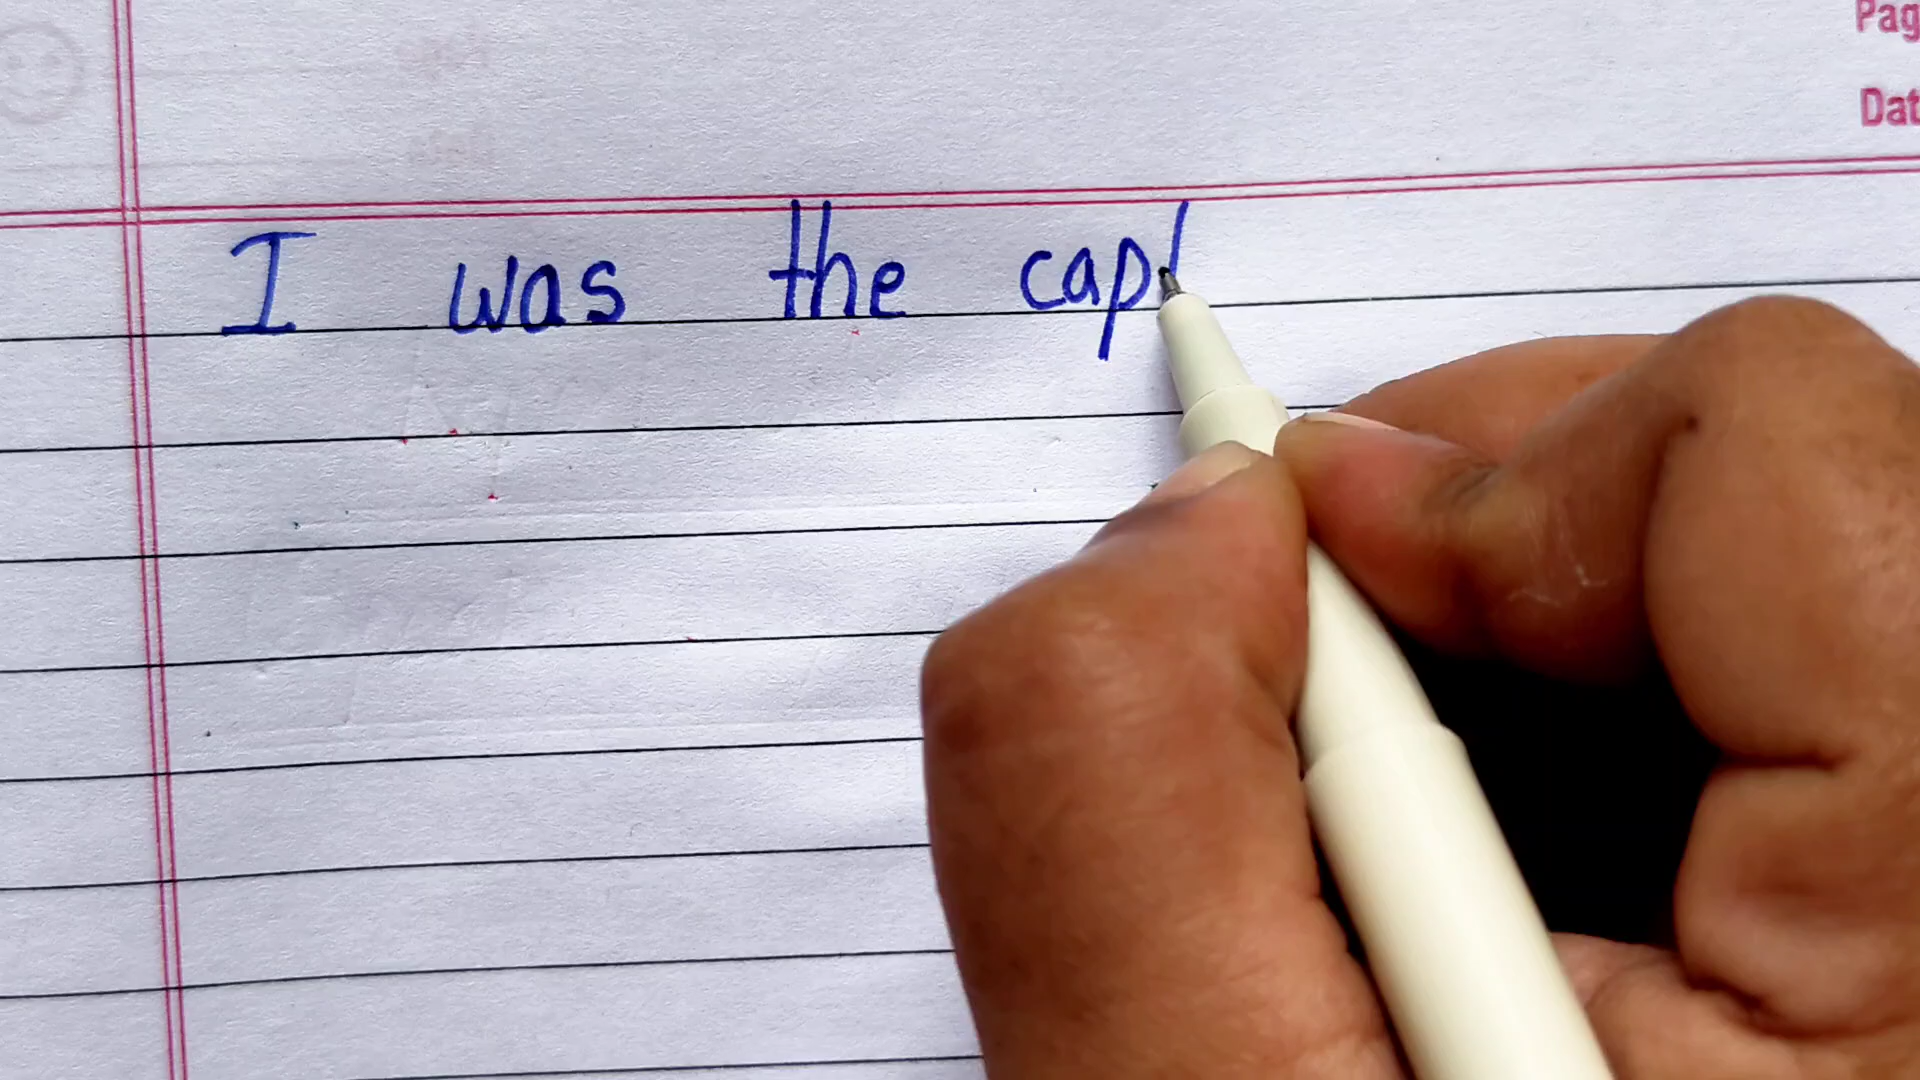 Pag
Dat
I was the cap